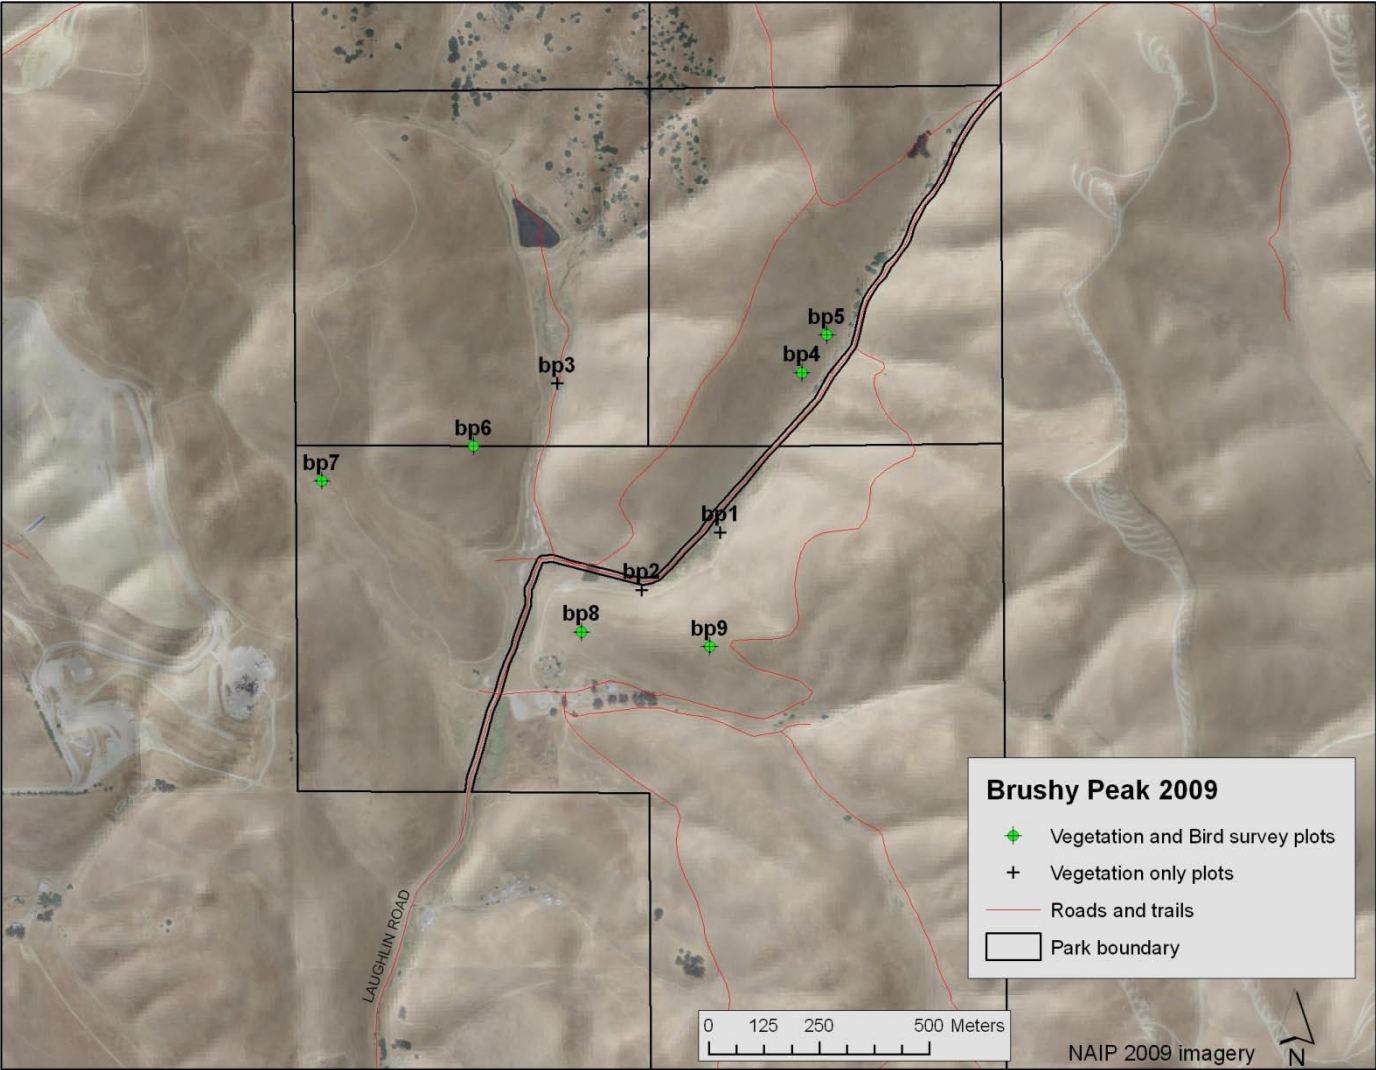 bp5
bp4
bp3
bp6
bp7
bp1
bp2
bp8
bp9
Brushy Peak 2009
Vegetation and Bird survey plots
Vegetation only plots
Roads and trails
Park boundary
LAUGHLIN ROAD
0 125 250 500 Meters
NAIP 2009 imagery
N